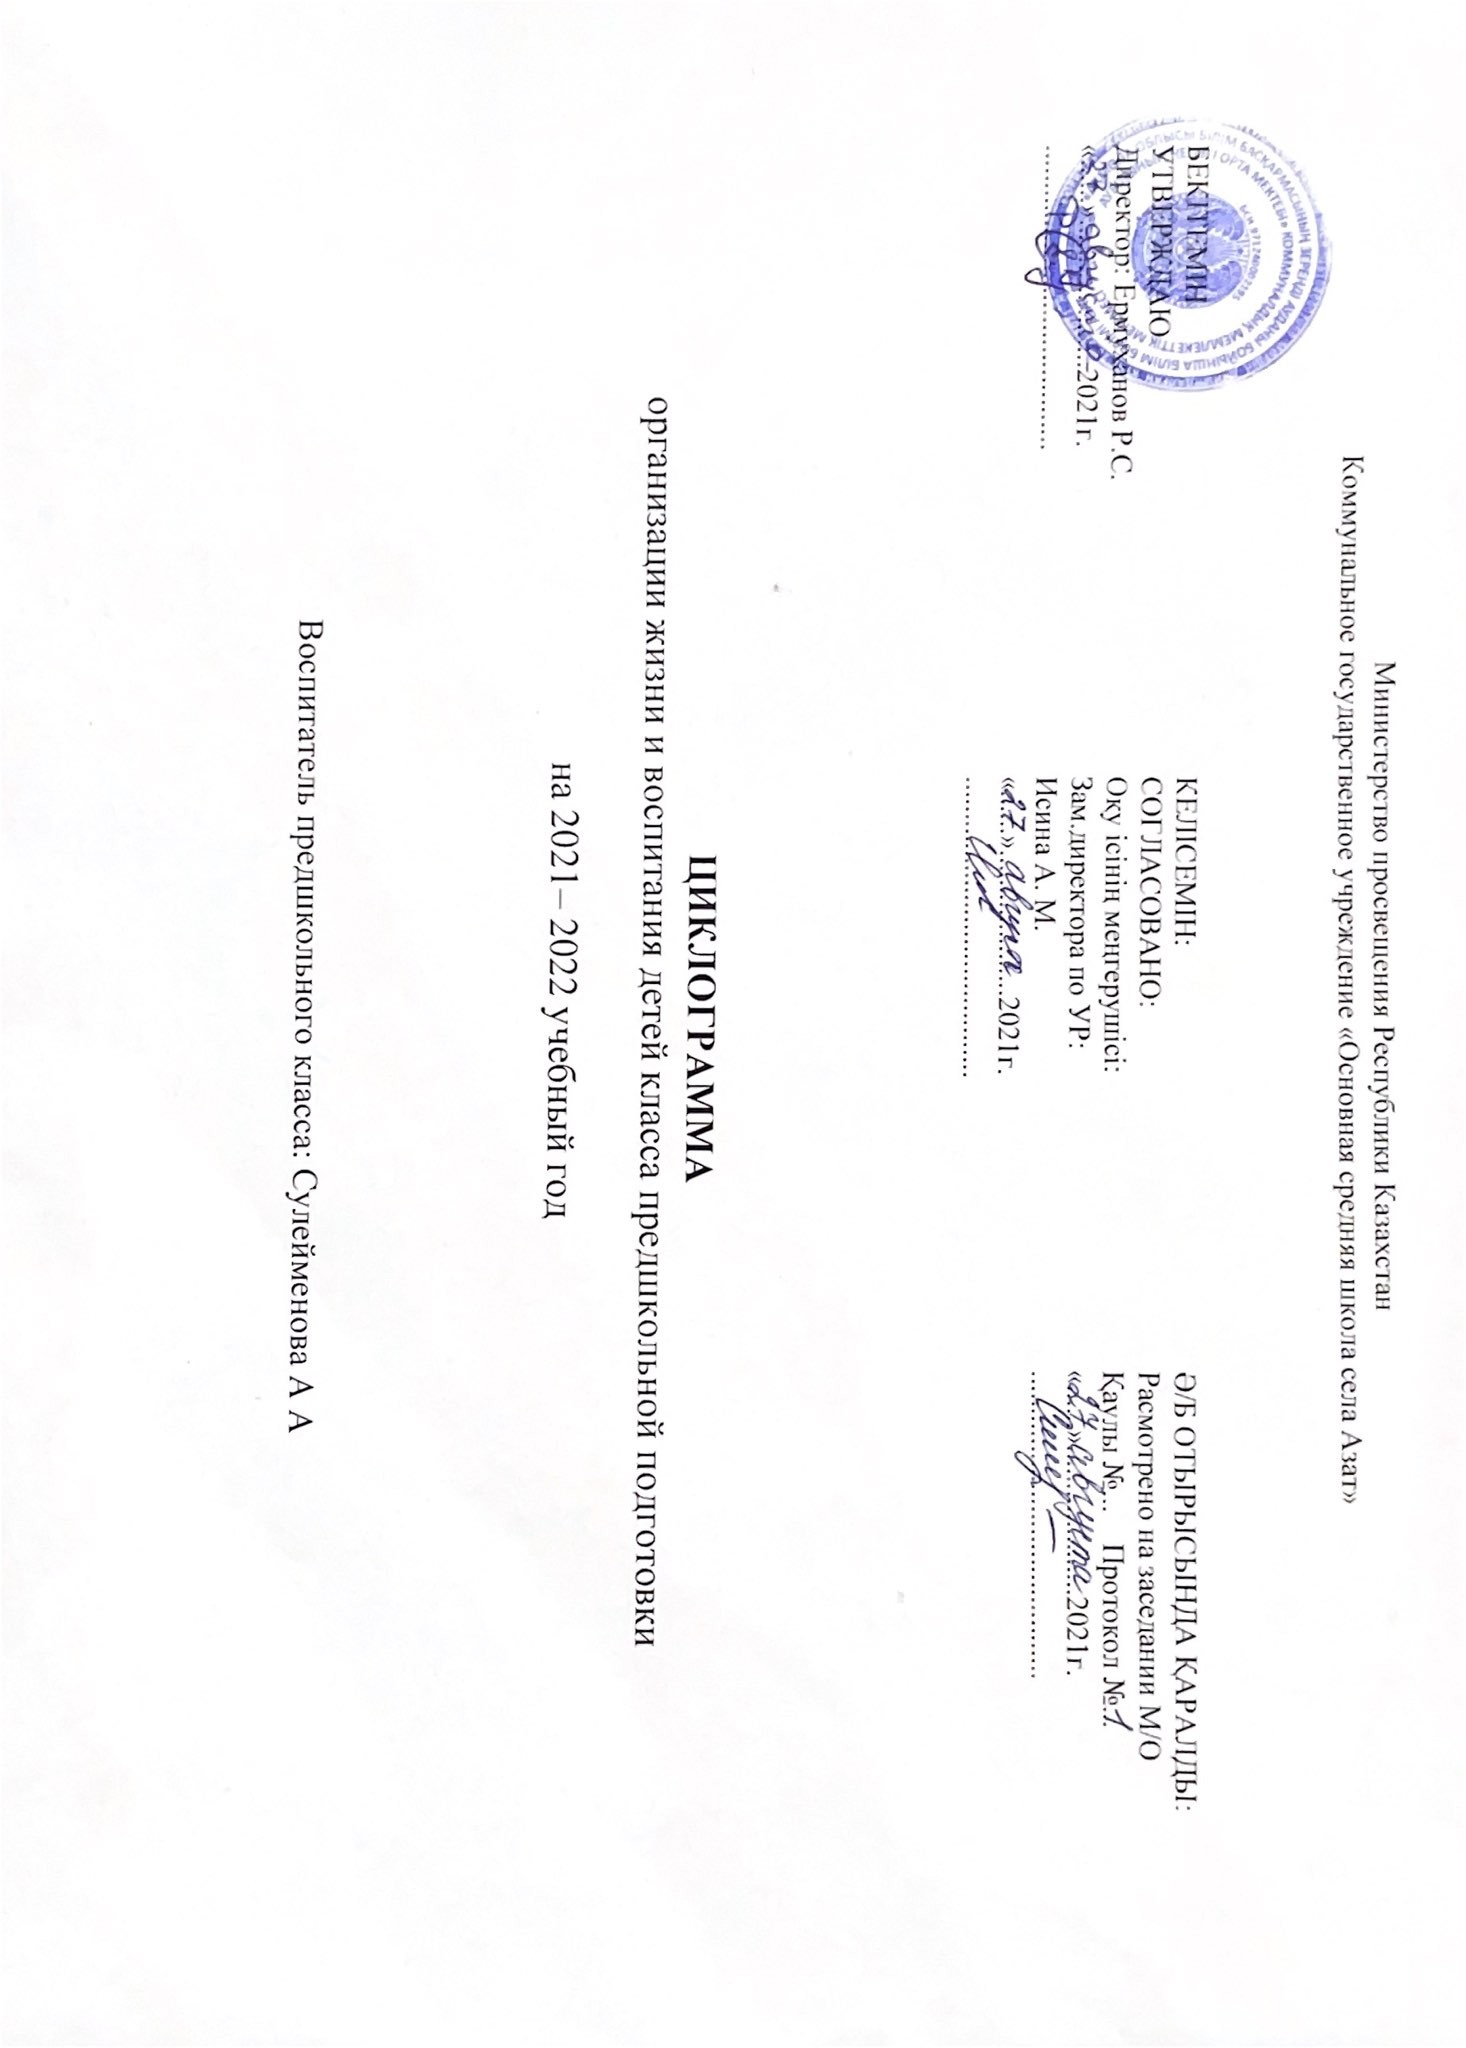 Министерство просвещения Республики Казахстан
Коммунальное государственное учреждение «Основная средняя школа села Азат»
БЕКІТЕМІН
УТВЕРЖДАЮ
Директор: Ермуханов Р.С.
«27» августа 2021г.
КЕЛІСЕМІН:
СОГЛАСОВАНО:
Оқу ісінің меңгерушісі:
Зам.директора по УР:
Исина А. М.
«27» августа 2021г.
Ә/Б ОТЫРЫСЫНДА ҚАРАЛДЫ:
Расмотрено на заседании М/О
Қаулы №... Протокол №1
«27» августа 2021г.
ЦИКЛОГРАММА
организации жизни и воспитания детей класса предшкольной подготовки
на 2021– 2022 учебный год
Воспитатель предшкольного класса: Сулейменова А А